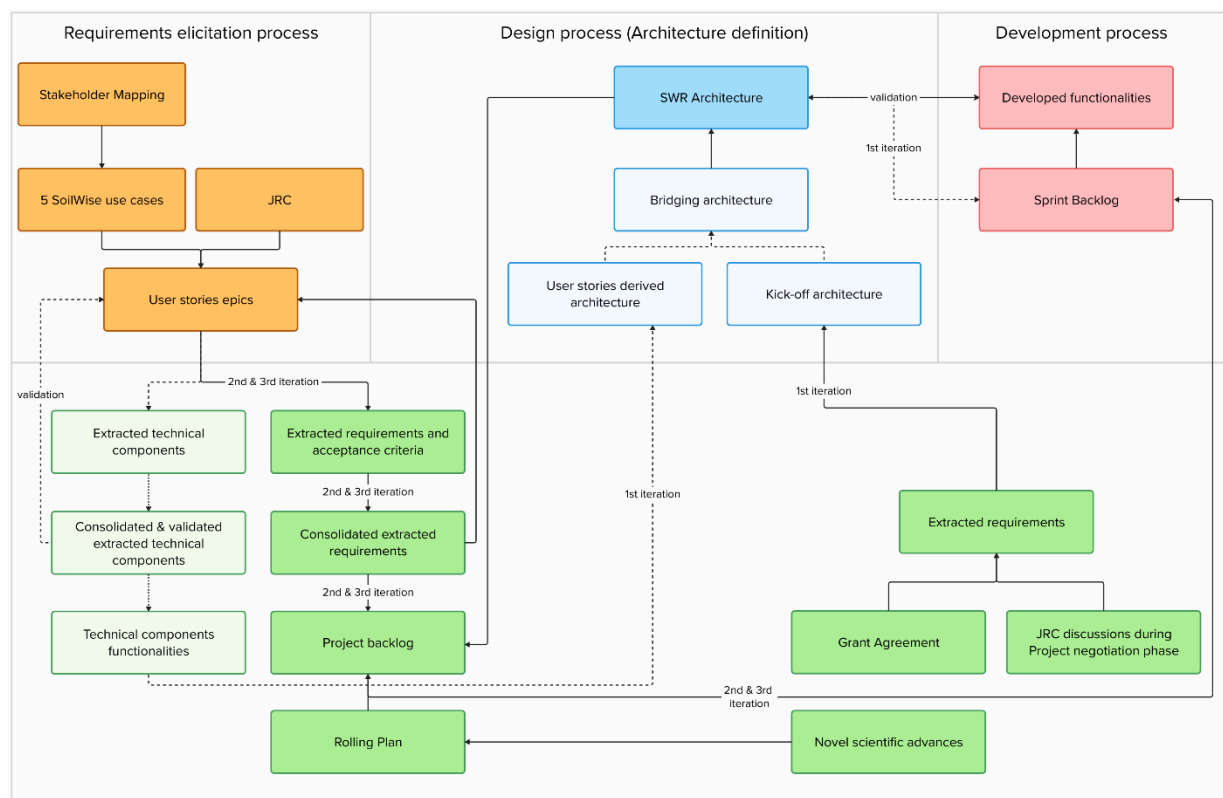 Requirements elicitation process
Design process (Architecture definition)
Development process
Stakeholder Mapping
SWR Architecture
validation
Developed functionalities
1st iteration
5 SoilWise use cases
JRC
Bridging architecture
Sprint Backlog
User stories epics
User stories derived
architecture
Kick-off architecture
2nd & 3rd iteration
validation
1st iteration
Extracted technical
components
Extracted requirements and
acceptance criteria
2nd & 3rd iteration
1st iteration
Consolidated & validated
extracted technical
components
Consolidated extracted
requirements
Extracted requirements
2nd & 3rd iteration
Technical components
functionalities
Project backlog
Grant Agreement
JRC discussions during
Project negotiation phase
2nd & 3rd
iteration
Rolling Plan
Novel scientific advances